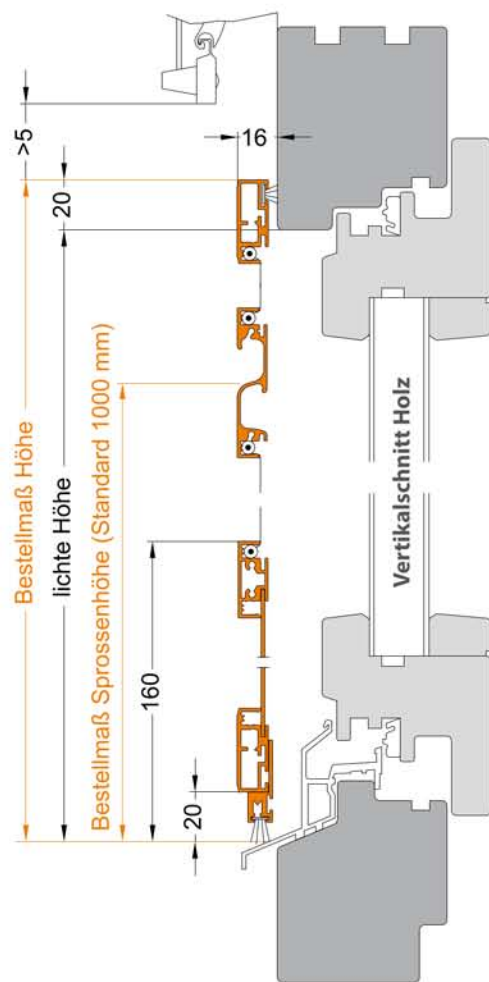 >5
16
20
Bestellmaß Höhe
lichte Höhe
Bestellmaß Sprossenhöhe (Standard 1000 mm)
Vertikalschnitt Holz
160
20